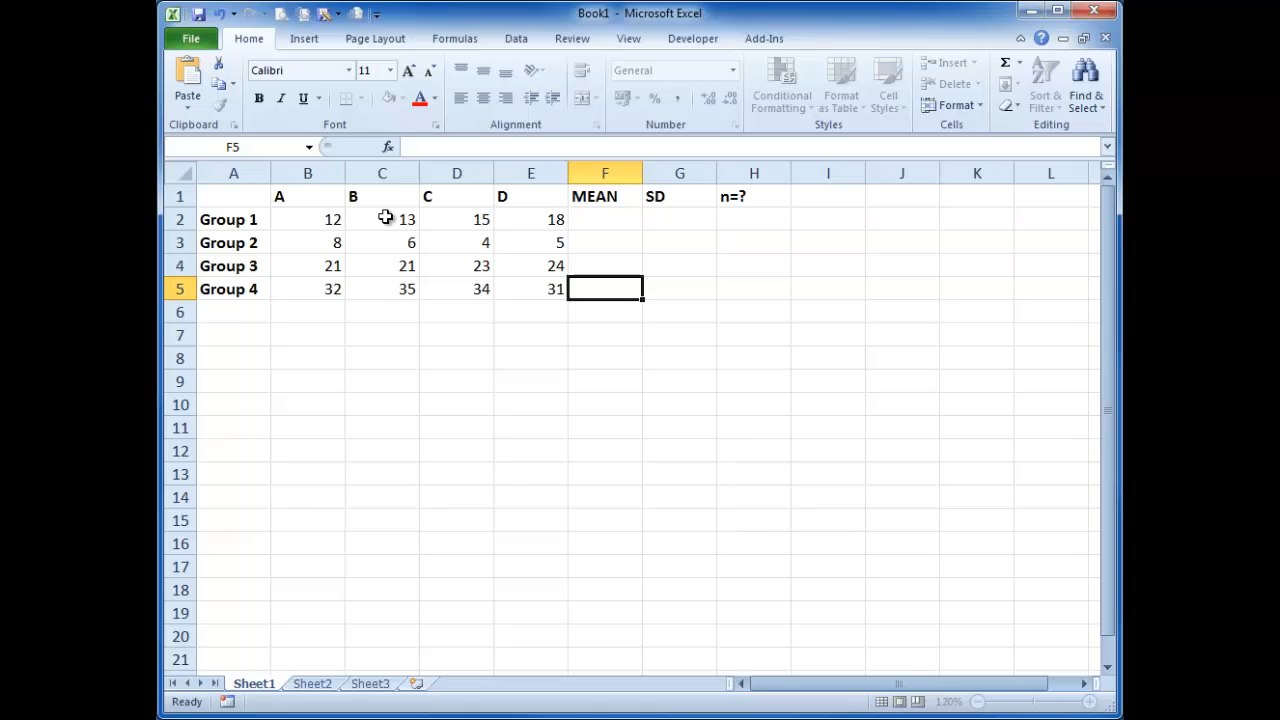 Book1 - Microsoft Excel
File Home Insert Page Layout Formulas Data Review View Developer Add-Ins
Paste
Calibri 11
B I U A
General
Conditional Formatting
Format as Table
Cell Styles
Insert
Delete
Format
Sort & Filter
Find & Select
Clipboard Font Alignment Number Styles Cells Editing
F5 fx
A B C D E F G H I J K L
1 A B C D MEAN SD n=?
2 Group 1 12 13 15 18
3 Group 2 8 6 4 5
4 Group 3 21 21 23 24
5 Group 4 32 35 34 31
6
7
8
9
10
11
12
13
14
15
16
17
18
19
20
21
Sheet1 Sheet2 Sheet3
Ready 120%